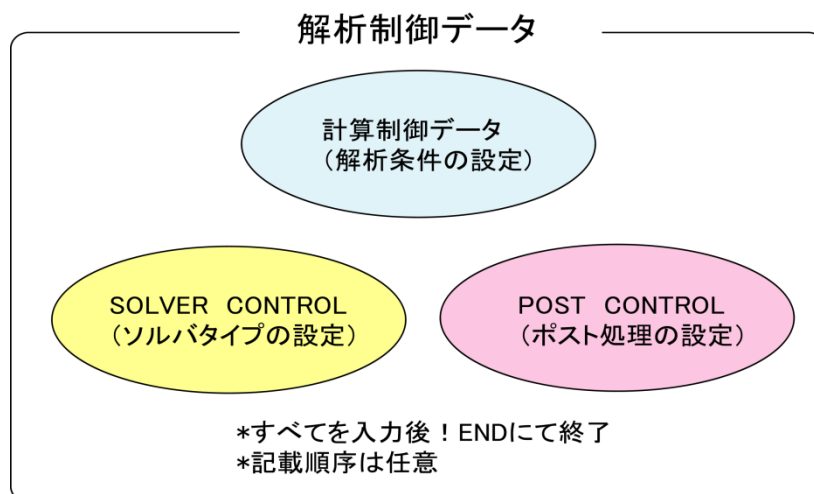 解析制御データ
計算制御データ
（解析条件の設定）
SOLVER CONTROL
（ソルバタイプの設定）
POST CONTROL
（ポスト処理の設定）
*すべてを入力後！ENDにて終了
*記載順序は任意